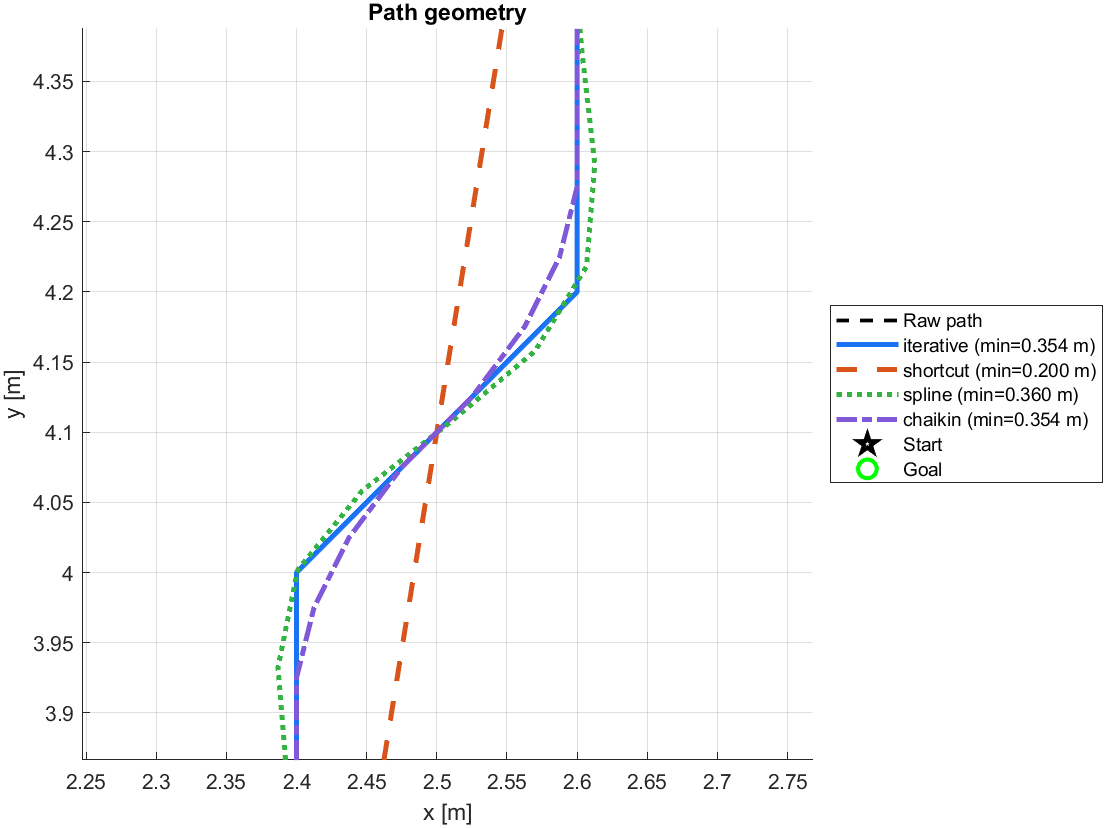 Path geometry
y [m]
4.35
4.3
4.25
4.2
4.15
4.1
4.05
4
3.95
3.9
2.25 2.3 2.35 2.4 2.45 2.5 2.55 2.6 2.65 2.7 2.75
x [m]
Raw path
iterative (min=0.354 m)
shortcut (min=0.200 m)
spline (min=0.360 m)
chaikin (min=0.354 m)
Start
Goal